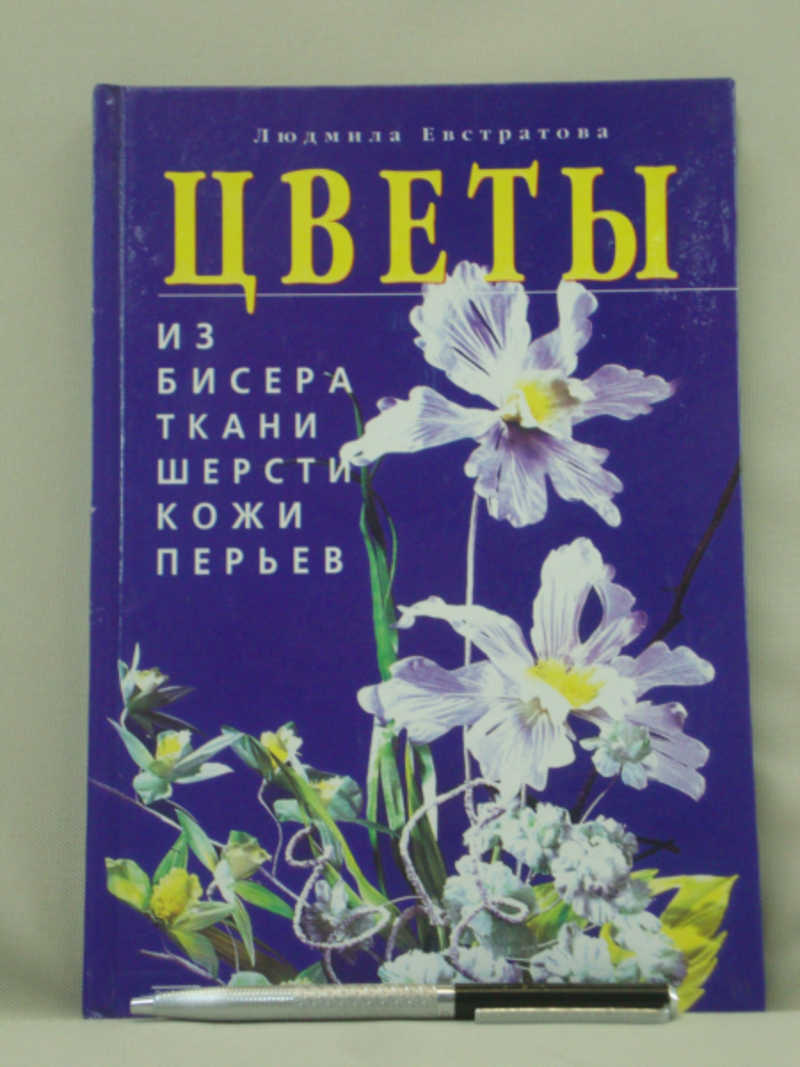 Людмила Евстратова
ЦВЕТЫ
ИЗ
БИСЕРА
ТКАНИ
ШЕРСТИ
КОЖИ
ПЕРЬЕВ